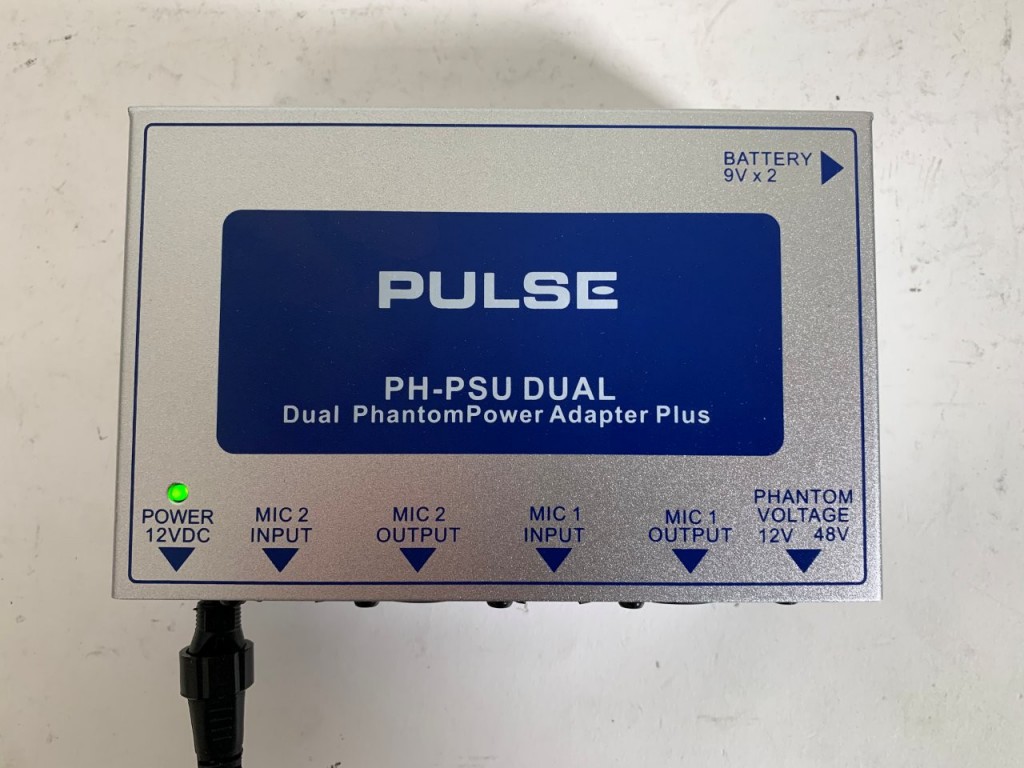 BATTERY
9V x 2
PULSE
PH-PSU DUAL
Dual PhantomPower Adapter Plus
POWER
12VDC
MIC 2
INPUT
MIC 2
OUTPUT
MIC 1
INPUT
MIC 1
OUTPUT
PHANTOM
VOLTAGE
12V 48V